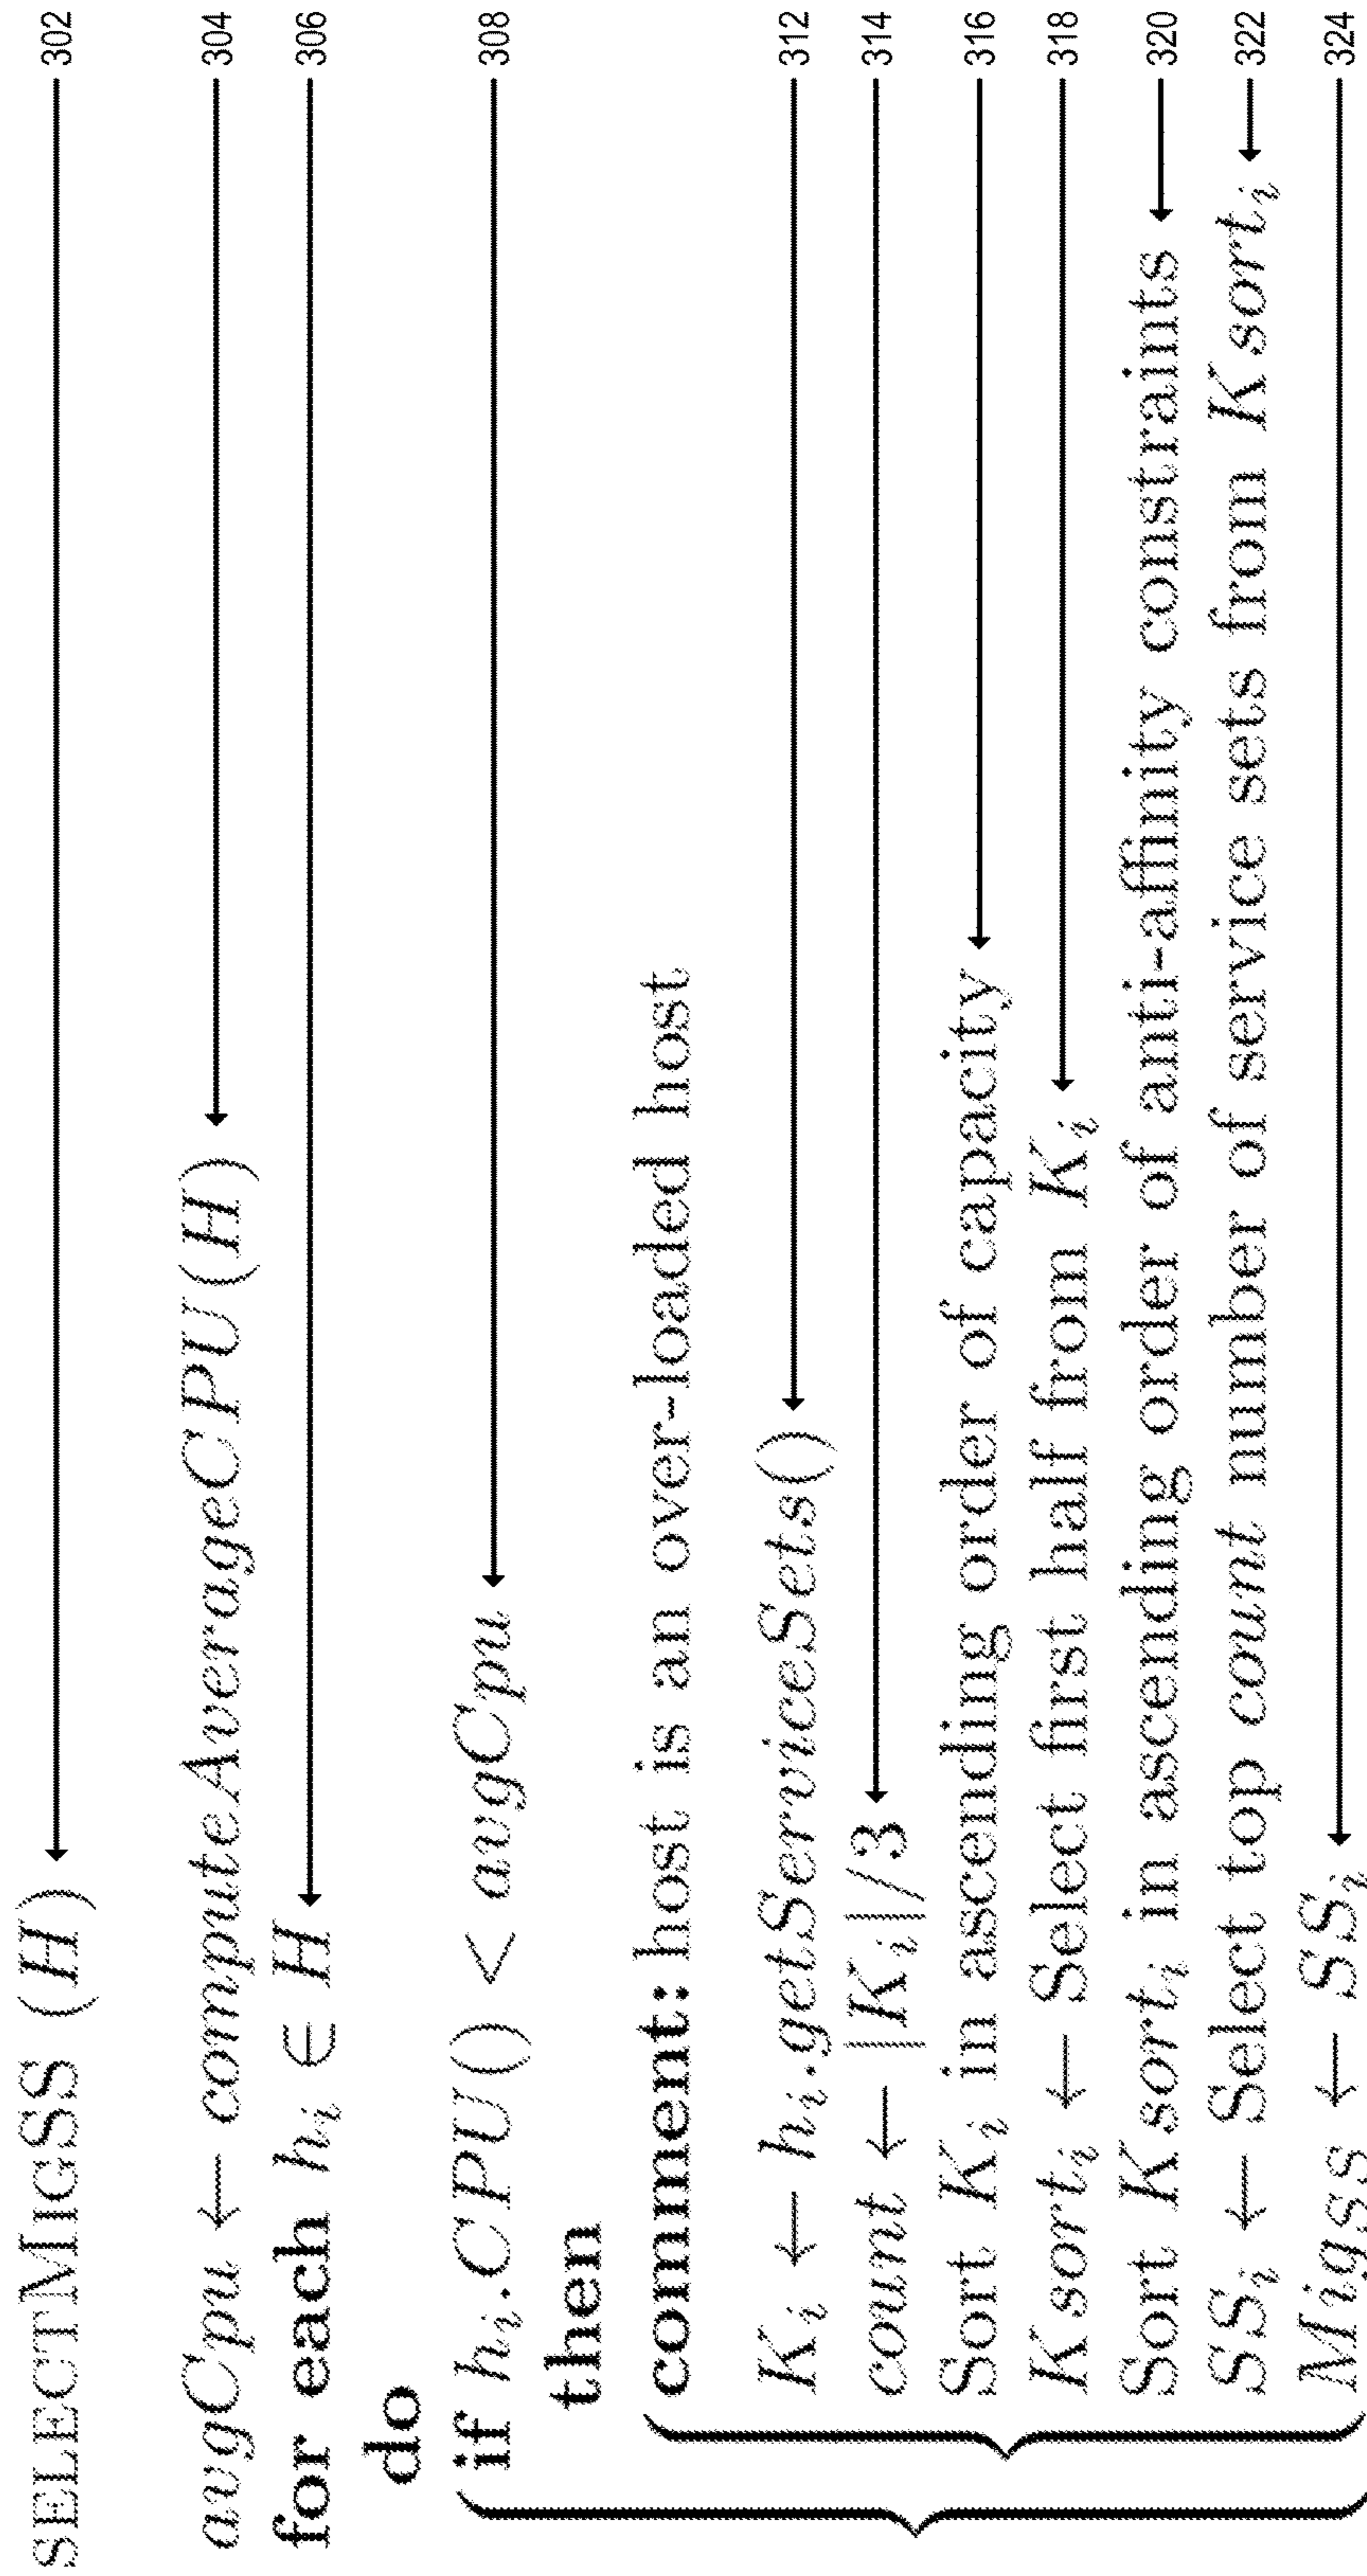 SELECTMIGSS (H) 302
avgCpu ← computeAverageCPU(H) 304
for each h_i ∈ H 306
do
if h_i.CPU() < avgCpu 308
then
comment: host is an over-loaded host
K_i ← h_i.getServiceSets() 312
count ← |K_i|/3 314
Sort K_i in ascending order of capacity 316
Ksort_i ← Select first half from K_i 318
Sort Ksort_i in ascending order of anti-affinity constraints 320
SS_i ← Select top count number of service sets from Ksort_i 322
Migss ← SS_i 324